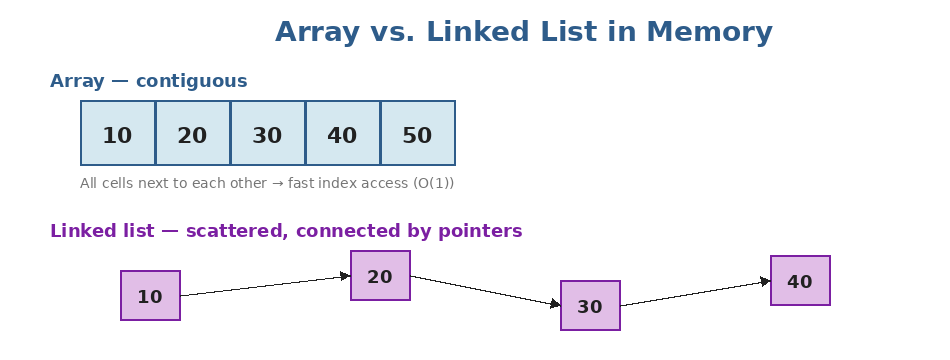 Array vs. Linked List in Memory
Array — contiguous
10 20 30 40 50
All cells next to each other → fast index access (O(1))
Linked list — scattered, connected by pointers
10 20 30 40